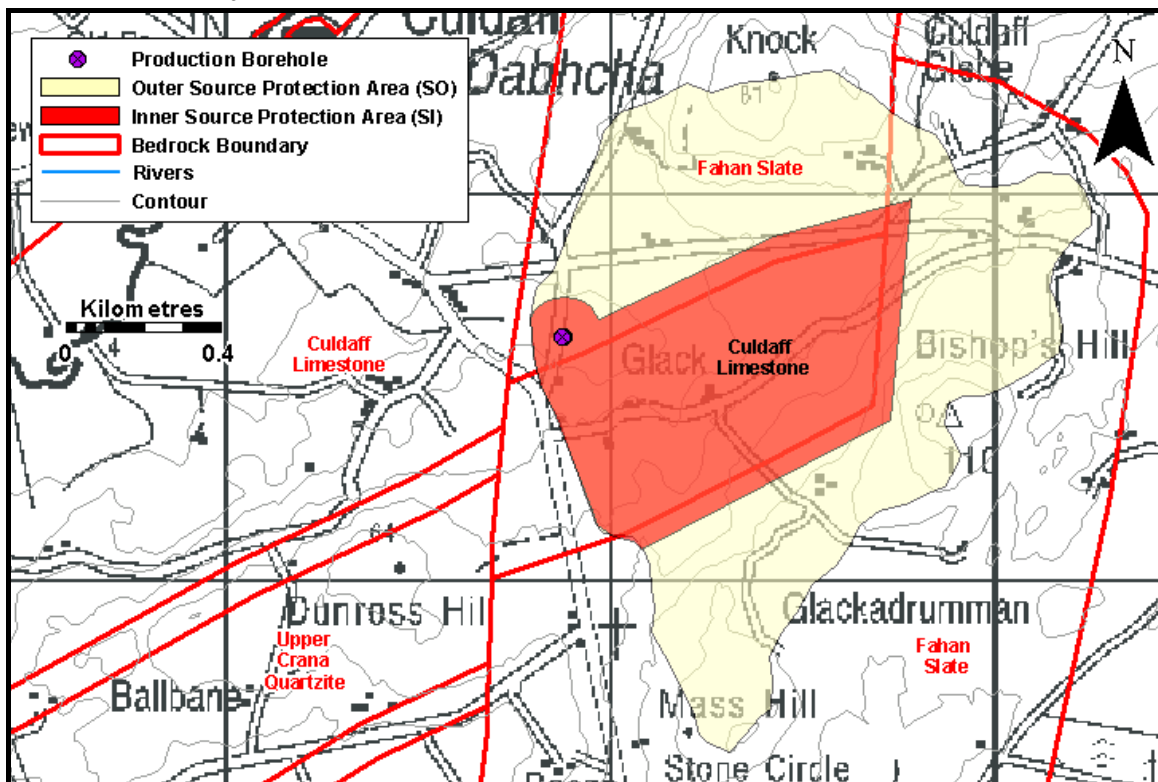 Culdaff
Dabhcha
Knock
87
Culdaff
Glebe
N
Production Borehole
Outer Source Protection Area (SO)
Inner Source Protection Area (SI)
Bedrock Boundary
Rivers
Contour
Fahan Slate
Kilometres
0
0.4
Culdaff
Limestone
Glack
Culdaff
Limestone
Bishop's Hill
110
61
Dunross Hill
Glackadrumman
Upper
Crana
Quartzite
Fahan
Slate
Ballbane
Mass Hill
Stone Circle